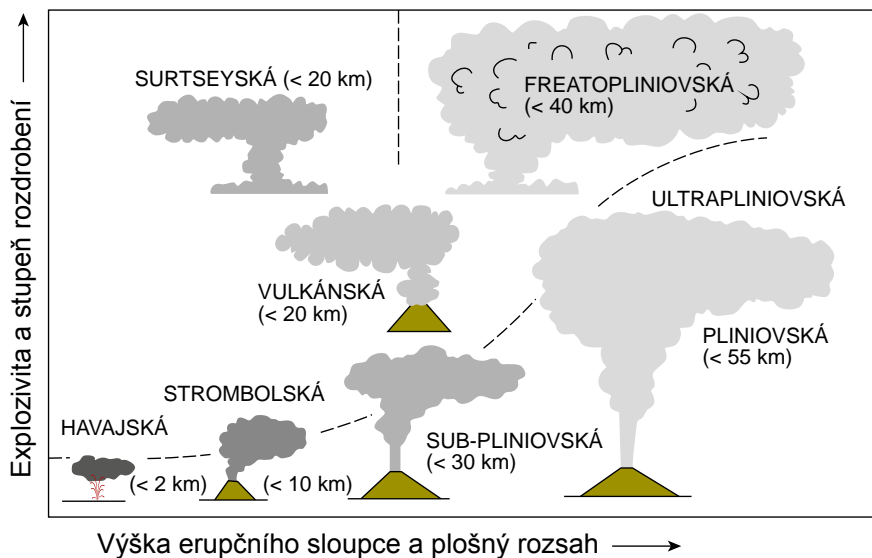 SURTSEYSKÁ (< 20 km)
FREATOPLINIOVSKÁ
(< 40 km)
ULTRAPLINIOVSKÁ
VULKÁNSKÁ
(< 20 km)
PLINIOVSKÁ
(< 55 km)
STROMBOLSKÁ
HAVAJSKÁ
SUB-PLINIOVSKÁ
(< 30 km)
(< 2 km)
(< 10 km)
Explozivita a stupeň rozdrobení
Výška erupčního sloupce a plošný rozsah